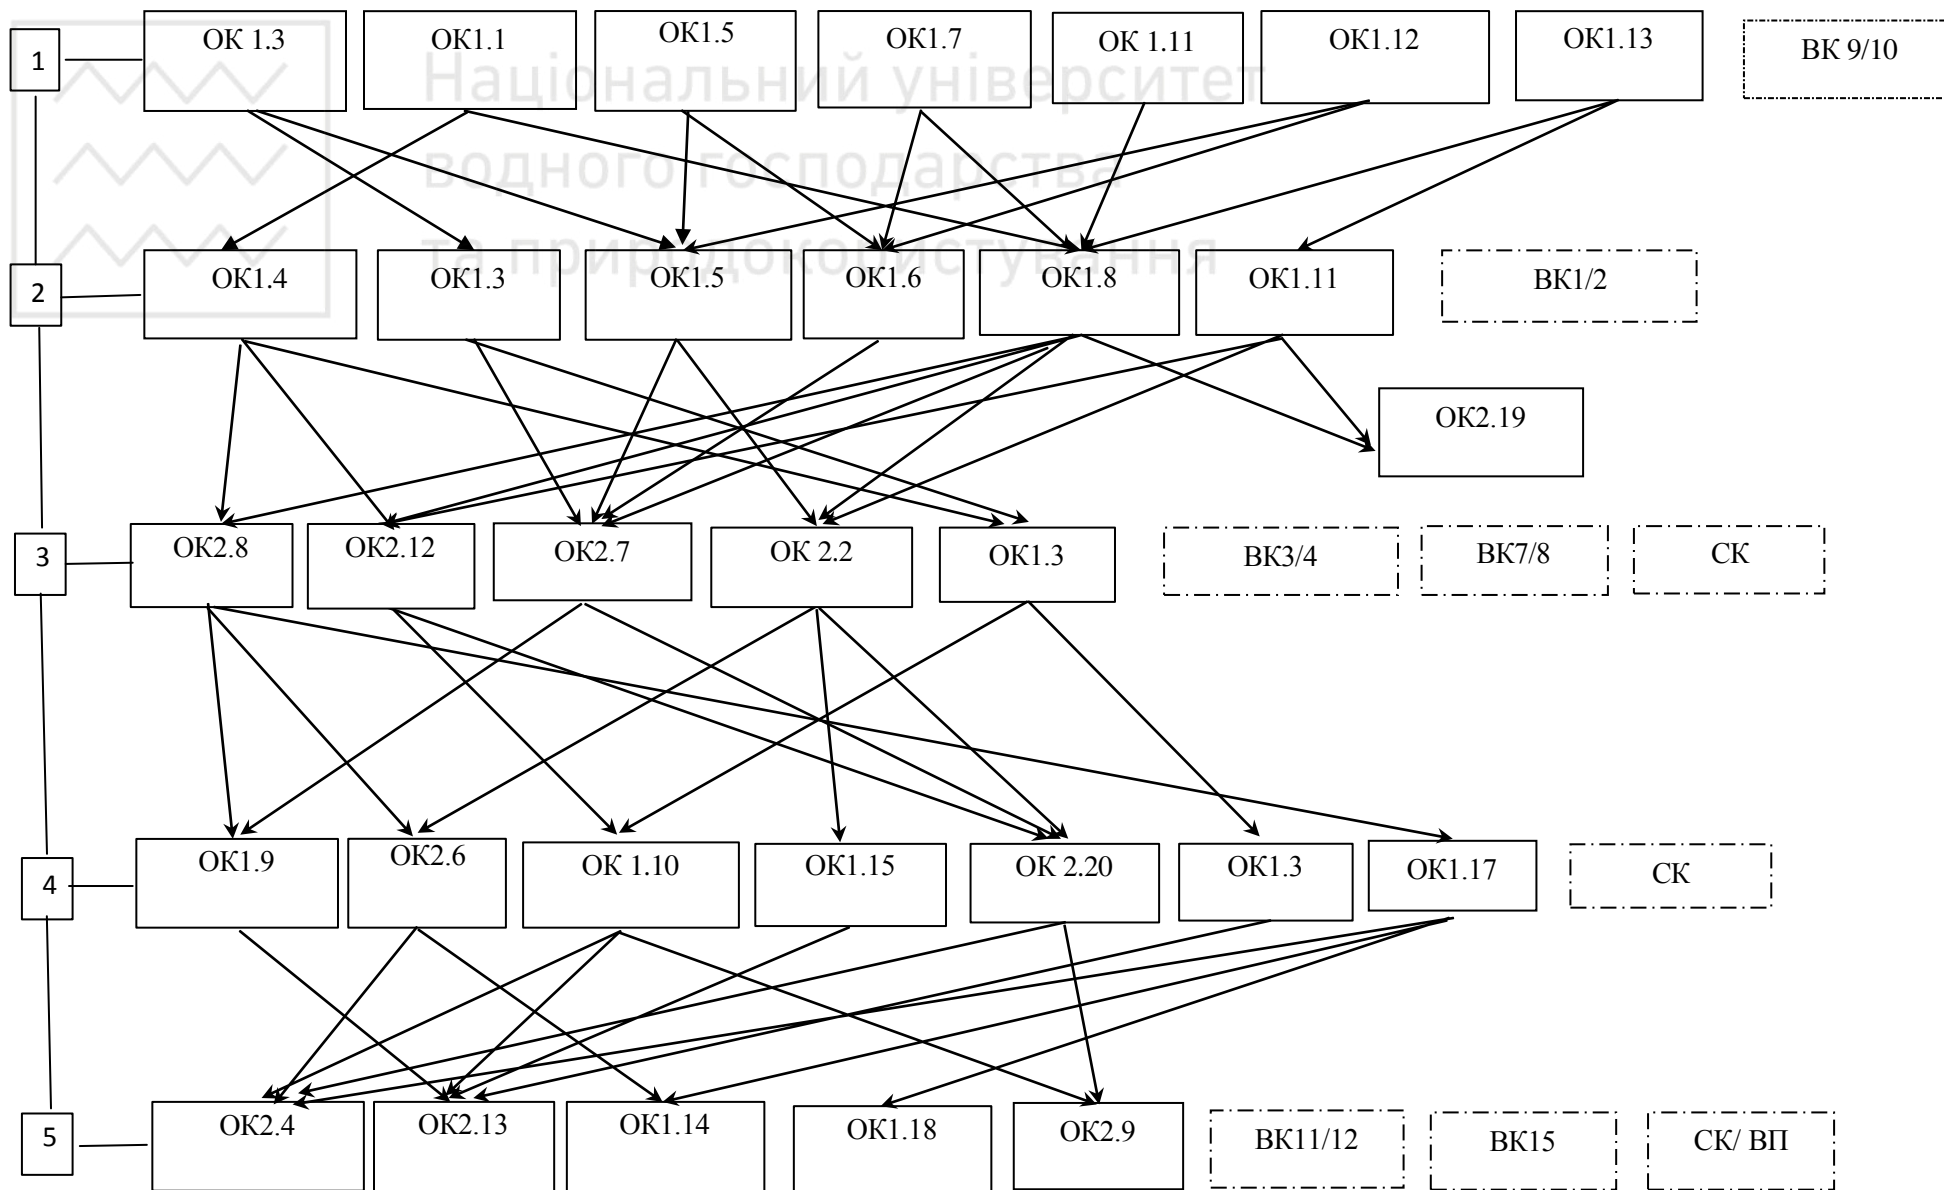 1
ОК 1.3
ОК1.1
ОК1.5
ОК1.7
ОК 1.11
ОК1.12
ОК1.13
ВК 9/10
Національний університет
водного господарства
та природокористування
2
ОК1.4
ОК1.3
ОК1.5
ОК1.6
ОК1.8
ОК1.11
ВК1/2
ОК2.19
3
ОК2.8
ОК2.12
ОК2.7
ОК 2.2
ОК1.3
ВК3/4
ВК7/8
СК
4
ОК1.9
ОК2.6
ОК 1.10
ОК1.15
ОК 2.20
ОК1.3
ОК1.17
СК
5
ОК2.4
ОК2.13
ОК1.14
ОК1.18
ОК2.9
ВК11/12
ВК15
СК/ ВП